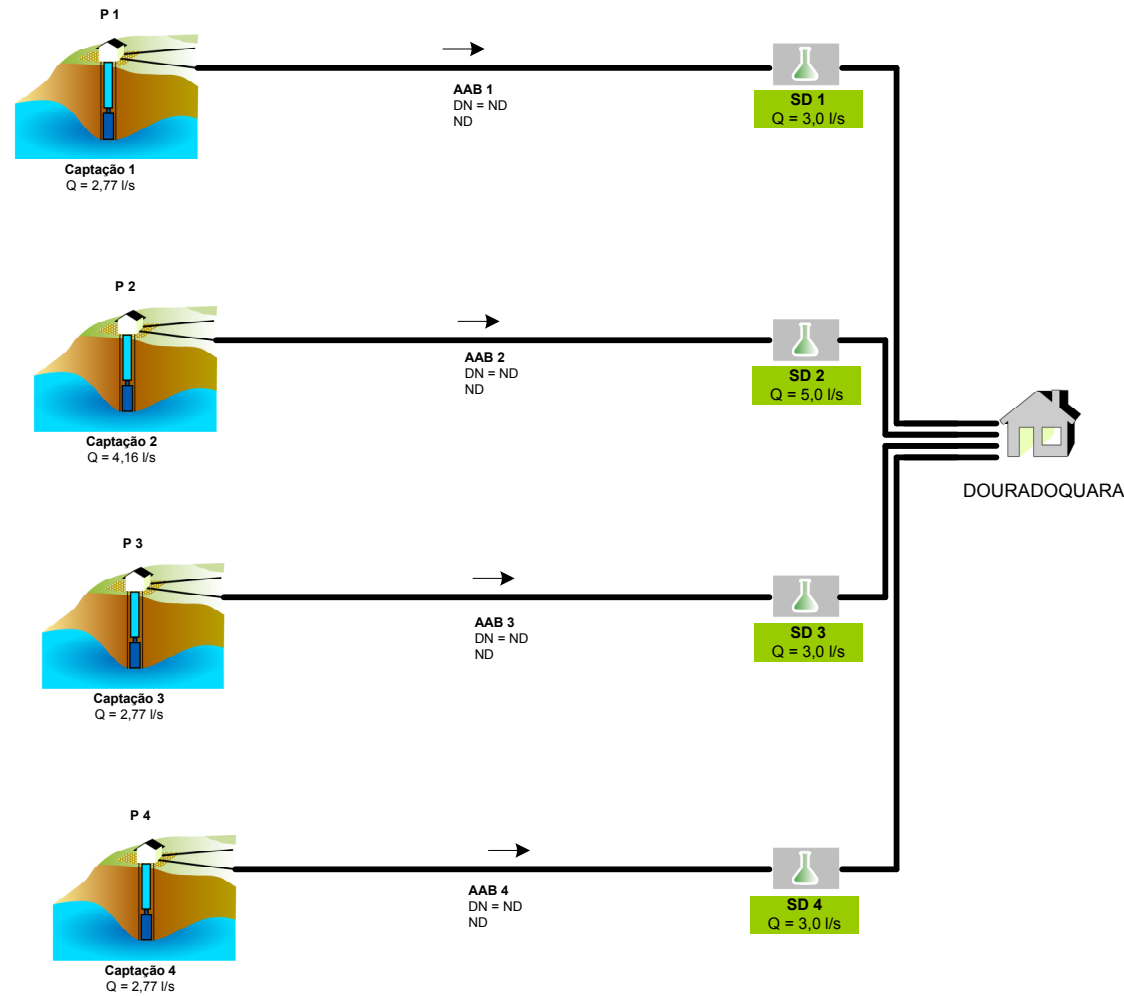 P 1
AAB 1
DN = ND
ND
SD 1
Q = 3,0 l/s
Captação 1
Q = 2,77 l/s
P 2
AAB 2
DN = ND
ND
SD 2
Q = 5,0 l/s
Captação 2
Q = 4,16 l/s
DOURADOQUARA
P 3
AAB 3
DN = ND
ND
SD 3
Q = 3,0 l/s
Captação 3
Q = 2,77 l/s
P 4
AAB 4
DN = ND
ND
SD 4
Q = 3,0 l/s
Captação 4
Q = 2,77 l/s